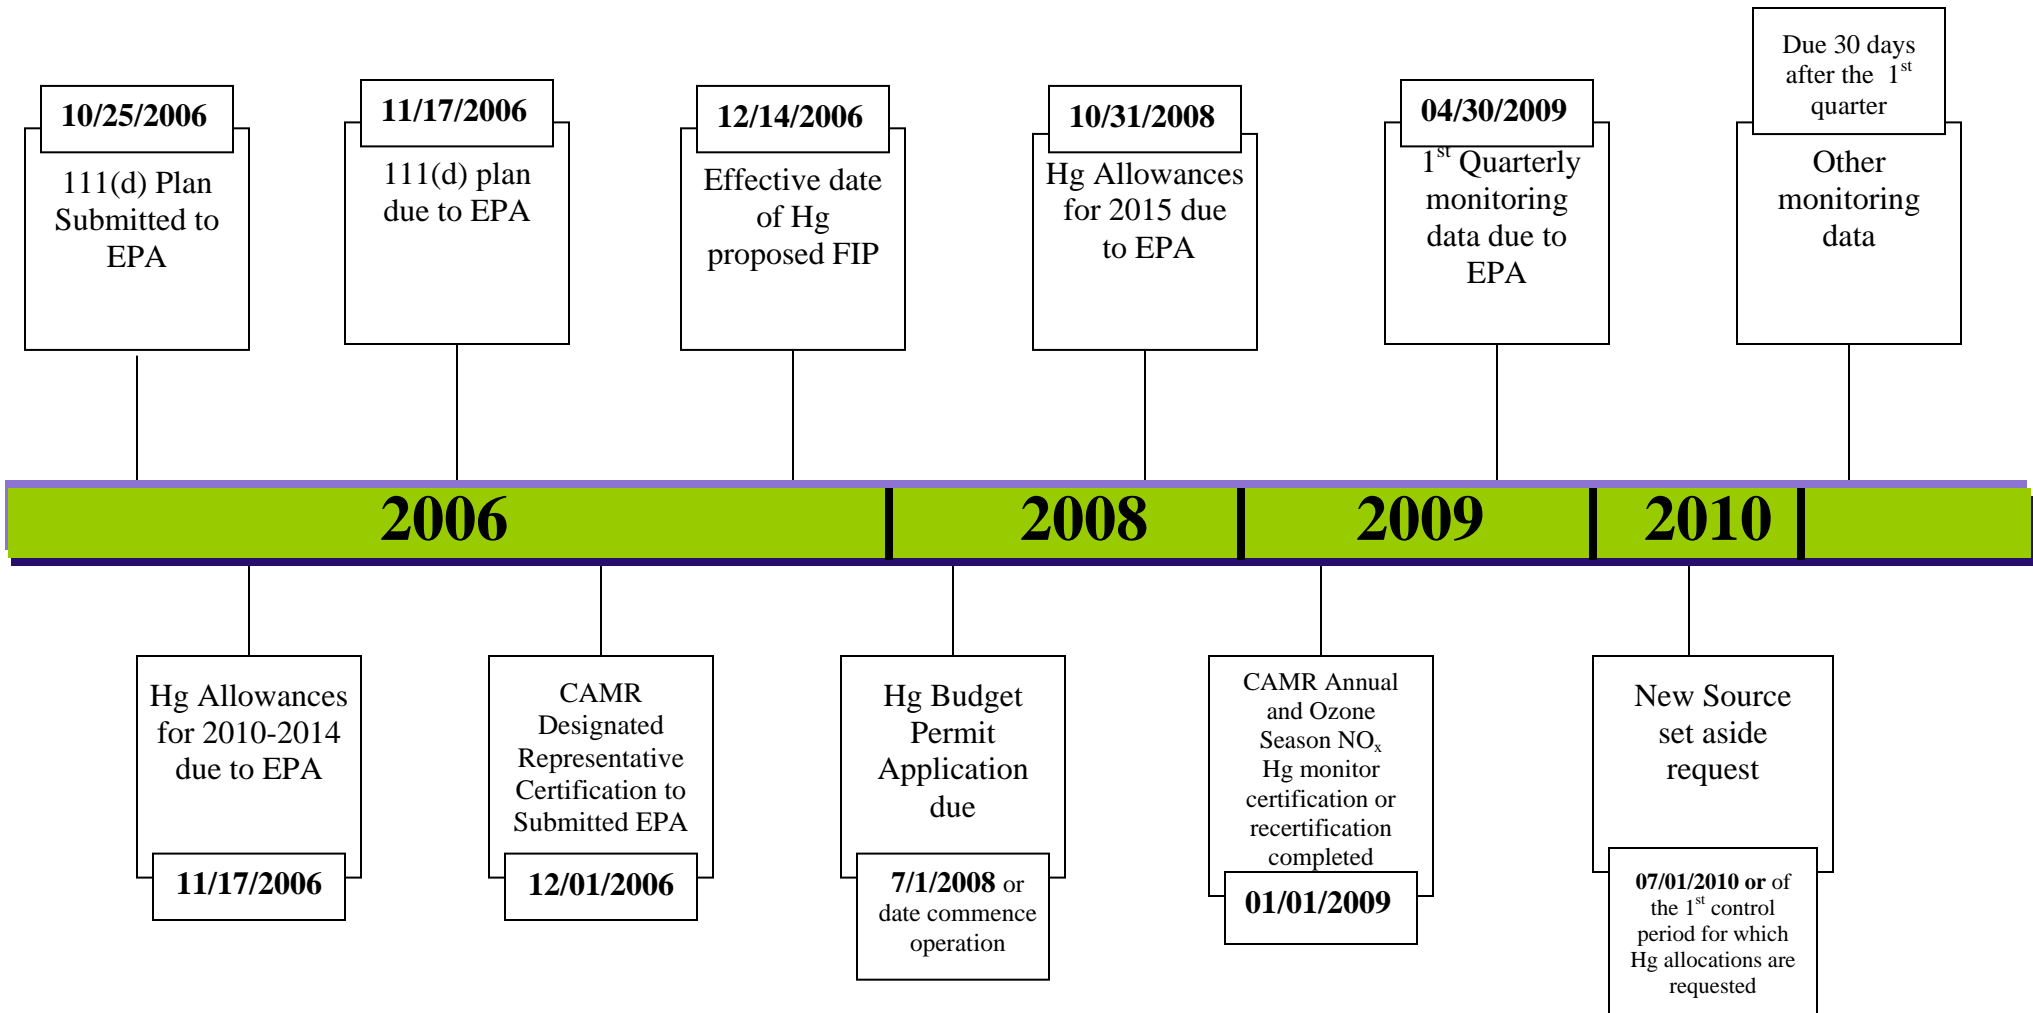 10/25/2006
111(d) Plan
Submitted to
EPA
11/17/2006
111(d) plan
due to EPA
12/14/2006
Effective date
of Hg
proposed FIP
10/31/2008
Hg Allowances
for 2015 due
to EPA
04/30/2009
1st Quarterly
monitoring
data due to
EPA
Due 30 days
after the 1st
quarter
Other
monitoring
data
2006
2008
2009
2010
Hg Allowances
for 2010-2014
due to EPA
11/17/2006
CAMR
Designated
Representative
Certification to
Submitted EPA
12/01/2006
Hg Budget
Permit
Application
due
7/1/2008 or
date commence
operation
CAMR Annual
and Ozone
Season NOx
Hg monitor
certification or
recertification
completed
01/01/2009
New Source
set aside
request
07/01/2010 or of
the 1st control
period for which
Hg allocations are
requested